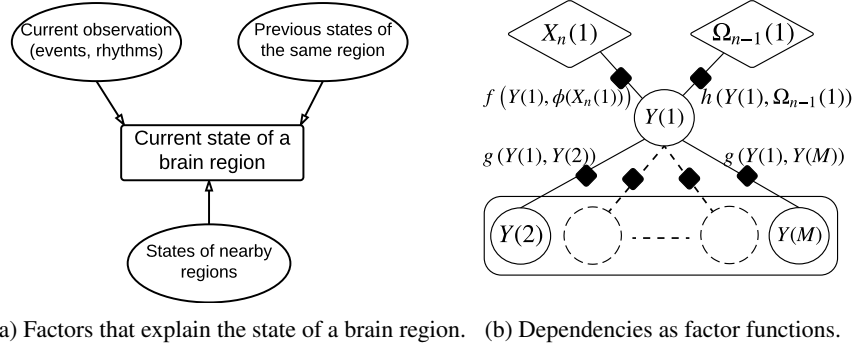 Current observation
(events, rhythms)
Previous states of
the same region
Current state of a
brain region
States of nearby
regions
a) Factors that explain the state of a brain region.
X_n(1)
Ω_{n−1}(1)
f (Y(1), ϕ(X_n(1)))
h(Y(1), Ω_{n−1}(1))
Y(1)
g(Y(1), Y(2))
g(Y(1), Y(M))
Y(2)
Y(M)
(b) Dependencies as factor functions.